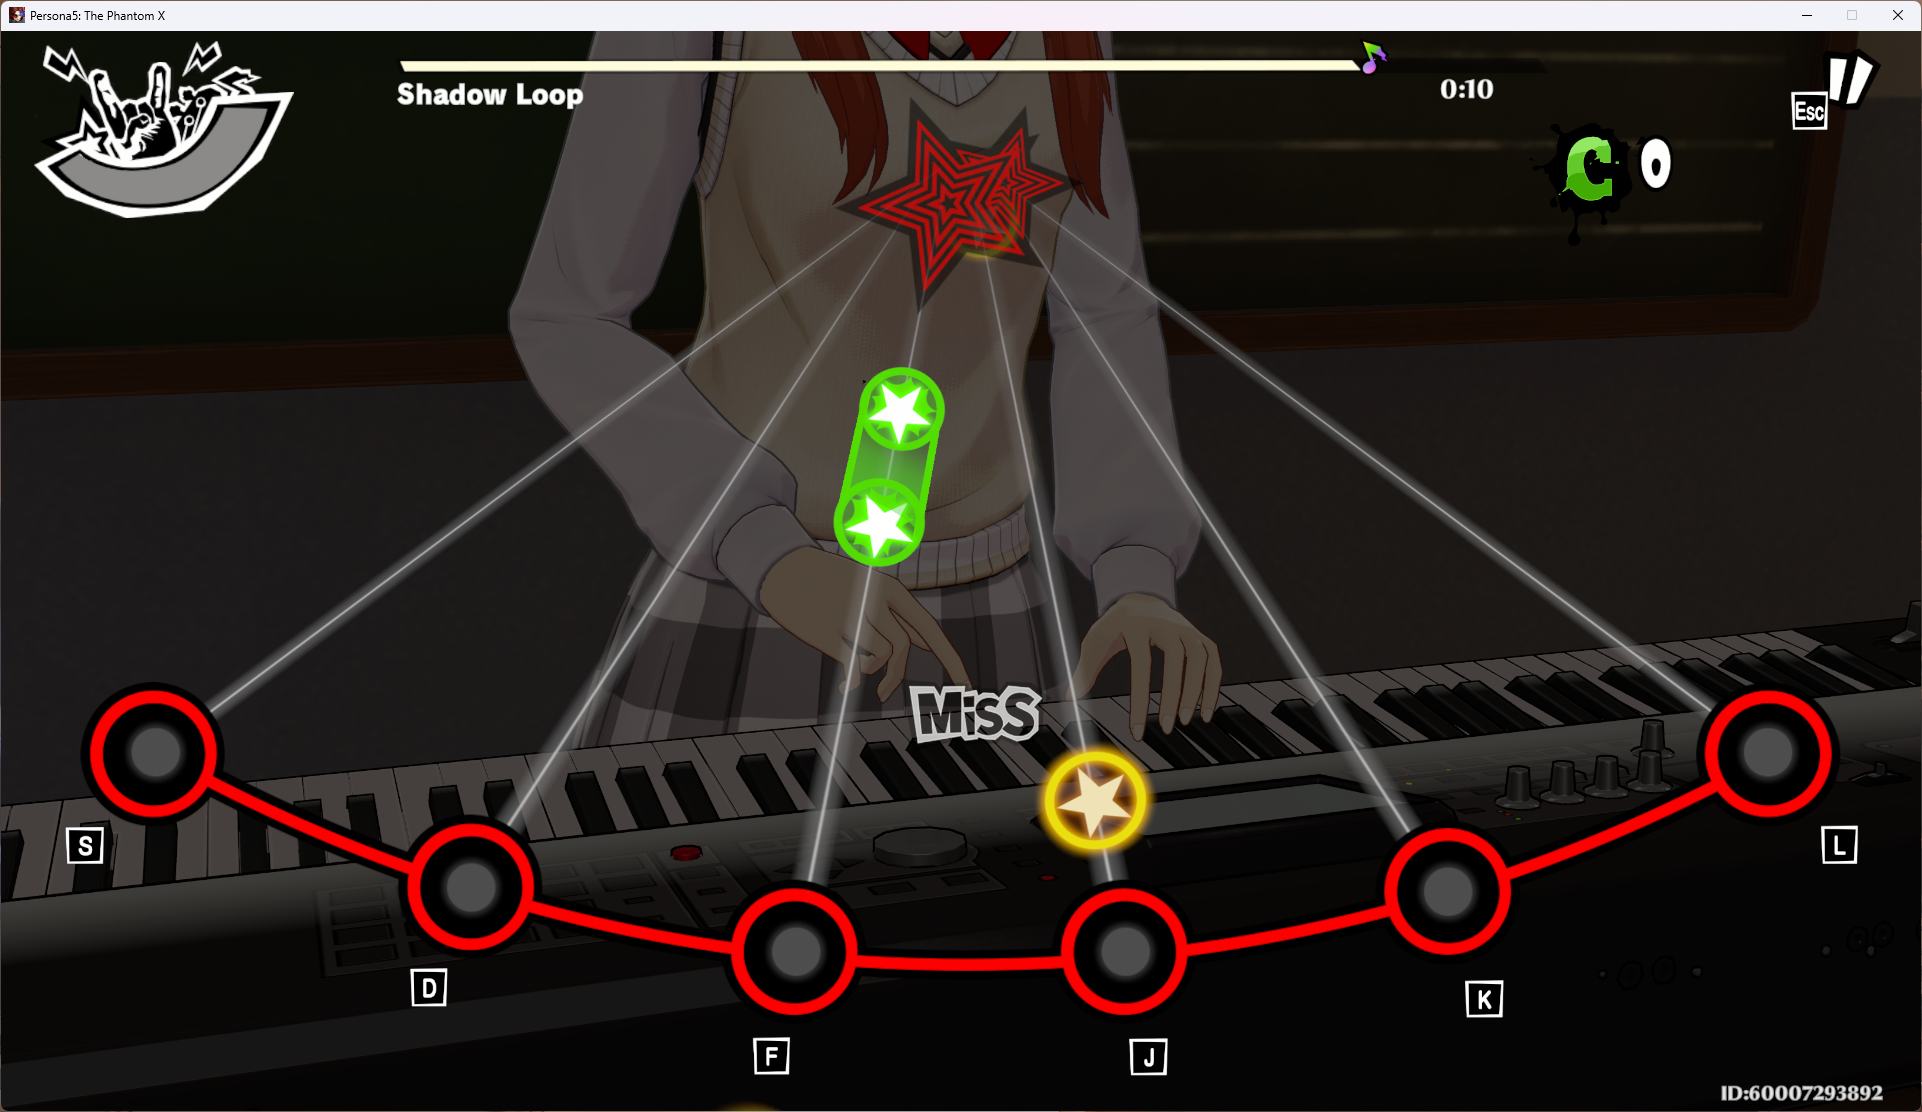 Persona5: The Phantom X
Shadow Loop
0:10
Esc
C 0
Miss
S
L
D
K
F
J
ID:60007293892